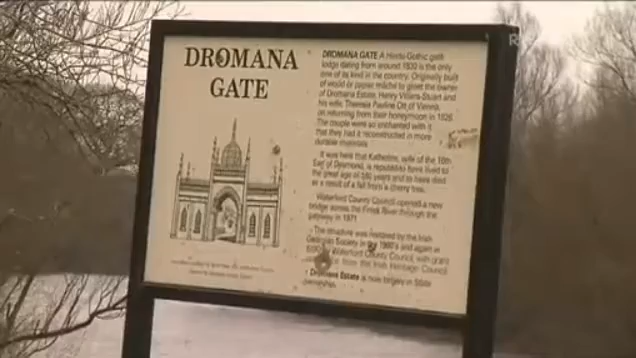 DROMANA
GATE
DROMANA GATE A Hindu Gothic gate
lodge dating from around 1830 is the only
one of its kind in the country. Originally built
of wood or papier mâché to greet the owner
of Dromana Estate, Henry Villiers-Stuart and
his wife, Theresia Pauline Ott of Vienna,
on returning from their honeymoon in 1826
The couple were so enchanted with it
that they had it reconstructed in more
durable materials.
It was here that Katherine, wife of the
Earl of Desmond, is reputed to have lived to
the great age of 140 years and to have died
as a result of a fall from a cherry tree.
Waterford County Council opened a new
bridge across the Finisk River through the
gateway in 1971
The structure was restored by the Irish
Georgian Society in the 1960's and again in
Waterford County Council, with grant
from the Irish Heritage Council
Dromana Estate is now largely in State
ownership.